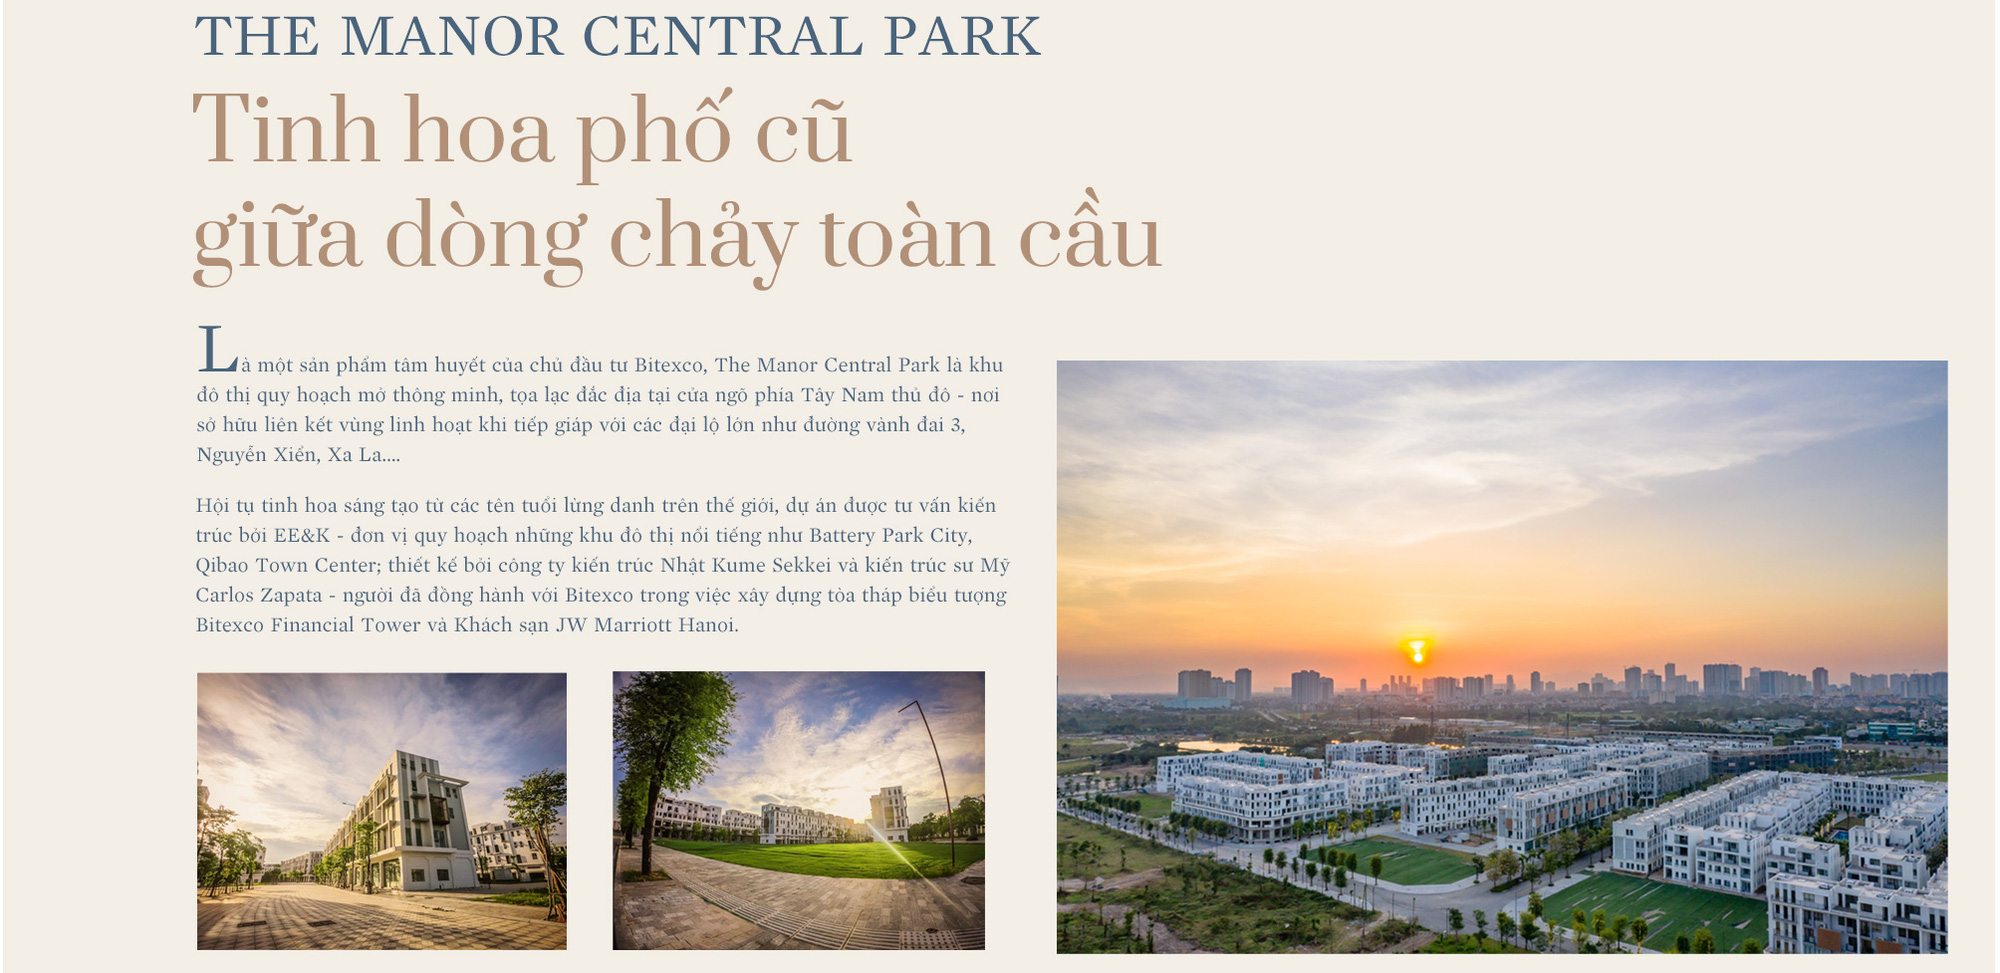 THE MANOR CENTRAL PARK
Tinh hoa phố cũ
giữa dòng chảy toàn cầu
Là một sản phẩm tâm huyết của chủ đầu tư Bitexco, The Manor Central Park là khu
đô thị quy hoạch mở thông minh, tọa lạc đắc địa tại cửa ngõ phía Tây Nam thủ đô - nơi
sở hữu liên kết vùng linh hoạt khi tiếp giáp với các đại lộ lớn như đường vành đai 3,
Nguyễn Xiển, Xa La....
Hội tụ tinh hoa sáng tạo từ các tên tuổi lừng danh trên thế giới, dự án được tư vấn kiến
trúc bởi EE&K - đơn vị quy hoạch những khu đô thị nổi tiếng như Battery Park City,
Qibao Town Center; thiết kế bởi công ty kiến trúc Nhật Kume Sekkei và kiến trúc sư Mỹ
Carlos Zapata - người đã đồng hành với Bitexco trong việc xây dựng tòa tháp biểu tượng
Bitexco Financial Tower và Khách sạn JW Marriott Hanoi.